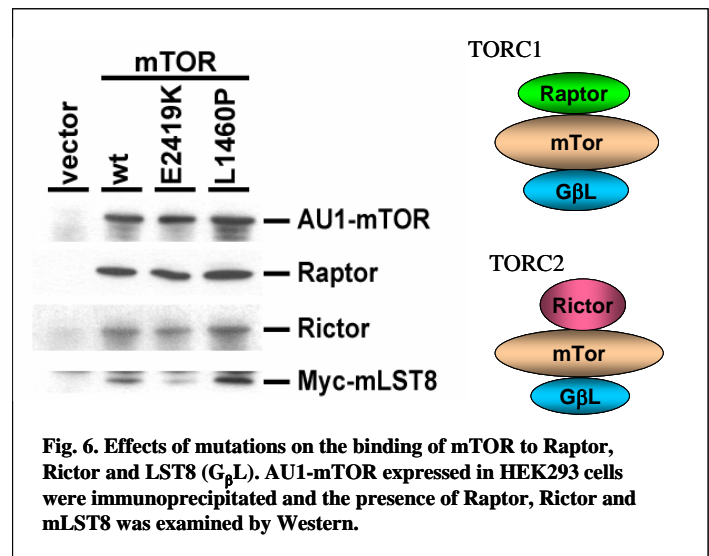 mTOR
vector
wt
E2419K
L1460P
AU1-mTOR
Raptor
Rictor
Myc-mLST8
TORC1
Raptor
mTor
GβL
TORC2
Rictor
mTor
GβL
Fig. 6. Effects of mutations on the binding of mTOR to Raptor,
Rictor and LST8 (GβL). AU1-mTOR expressed in HEK293 cells
were immunoprecipitated and the presence of Raptor, Rictor and
mLST8 was examined by Western.